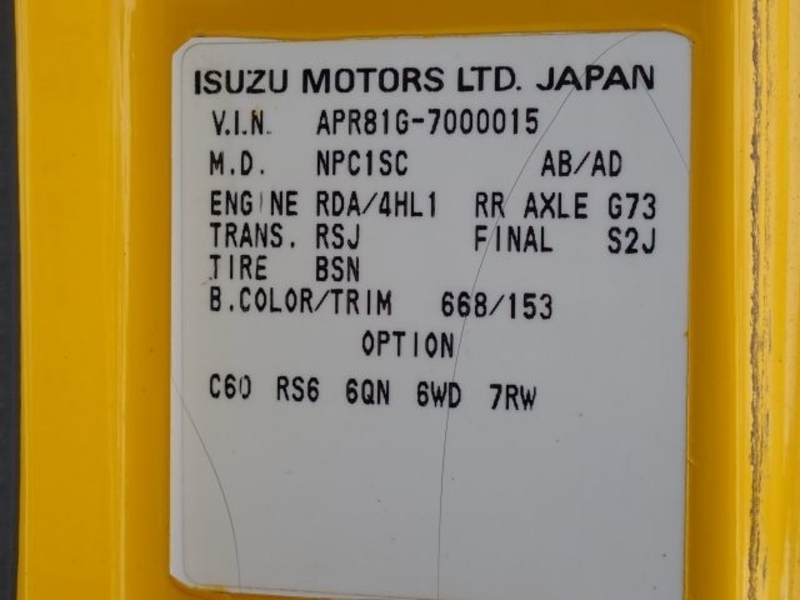 ISUZU MOTORS LTD. JAPAN
V.I.N. APR81G-7000015
M.D. NPC1SC AB/AD
ENGINE RDA/4HL1 RR AXLE G73
TRANS. RSJ FINAL S2J
TIRE BSN
B.COLOR/TRIM 668/153
OPTION
C60 RS6 6QN 6WD 7RW